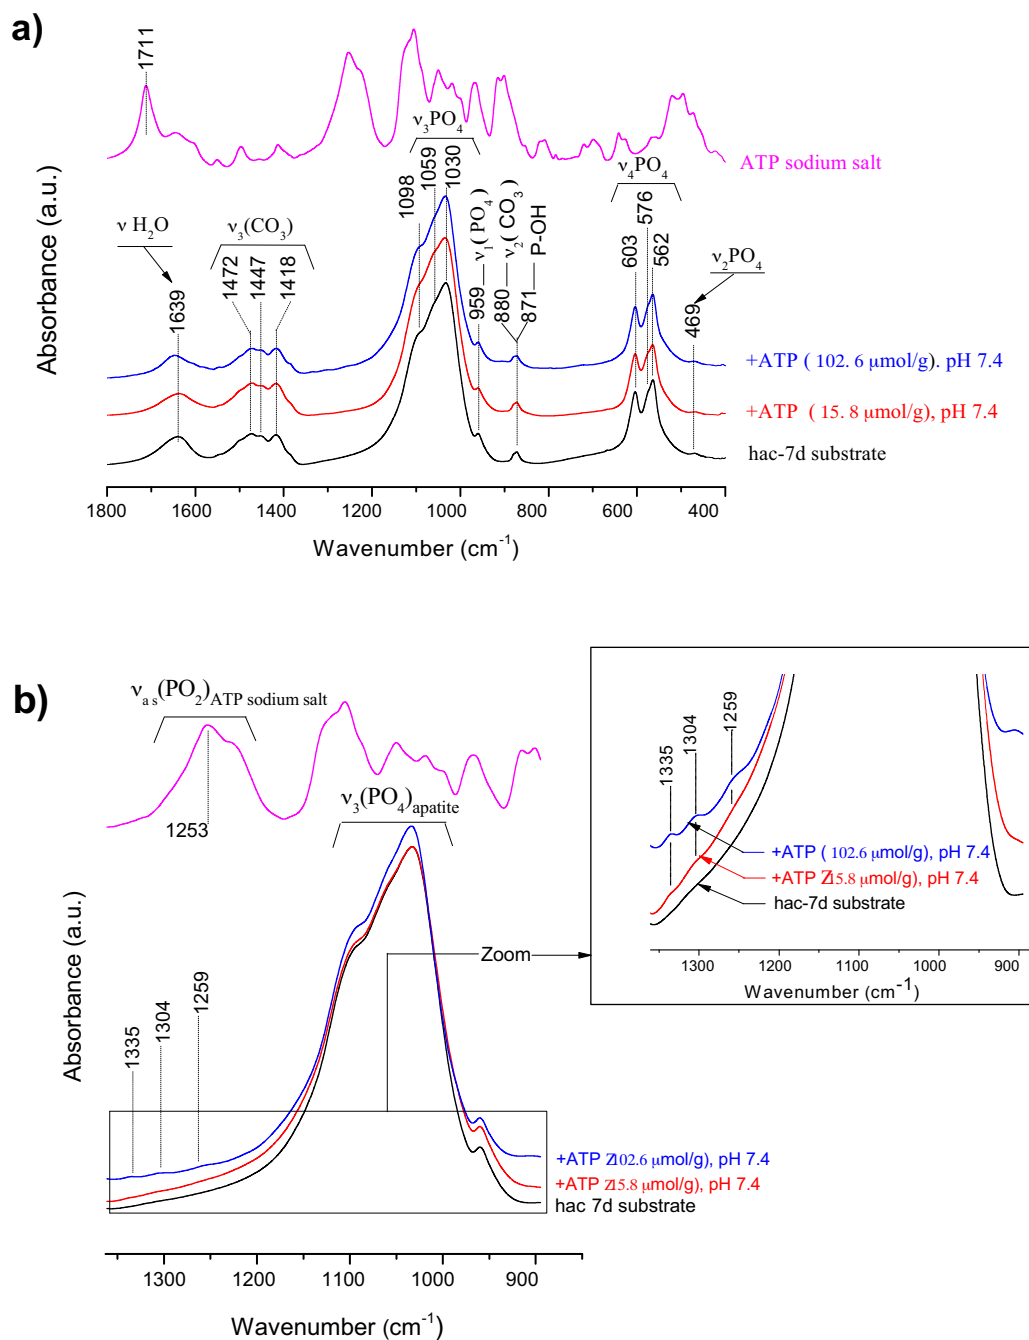 a)
1711
ν3PO4
ATP sodium salt
1098
1059
1030
ν4PO4
576
603
562
ν H2O
ν3(CO3)
1639
1472
1447
1418
959
ν1(PO4)
880
ν2(CO3)
871
P-OH
ν2PO4
469
+ATP ( 102. 6 μmol/g). pH 7.4
+ATP ( 15. 8 μmol/g), pH 7.4
hac-7d substrate
Absorbance (a.u.)
1800 1600 1400 1200 1000 800 600 400
Wavenumber (cm-1)
b)
νas(PO2)ATP sodium salt
1253
ν3(PO4)apatite
Zoom
1335
1304
1259
+ATP Z102.6 μmol/g), pH 7.4
+ATP Z15.8 μmol/g), pH 7.4
hac 7d substrate
Absorbance (a.u.)
1300 1200 1100 1000 900
Wavenumber (cm-1)
1335
1304
1259
+ATP ( 102.6 μmol/g), pH 7.4
+ATP Z15.8 μmol/g), pH 7.4
hac-7d substrate
1300 1200 1100 1000 900
Wavenumber (cm-1)